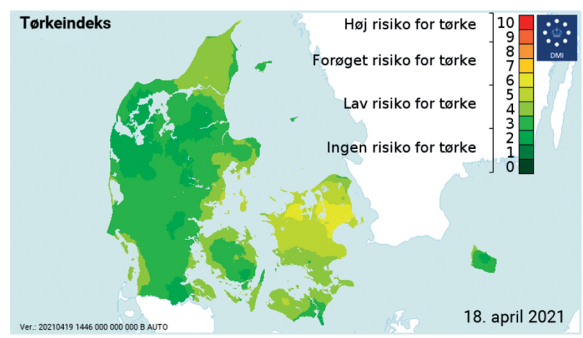 Tørkeindeks
Høj risiko for tørke
Forøget risiko for tørke
Lav risiko for tørke
Ingen risiko for tørke
10
9
8
7
6
5
4
3
2
1
0
DMI
18. april 2021
Ver.: 20210419 1446 000 000 000 B AUTO